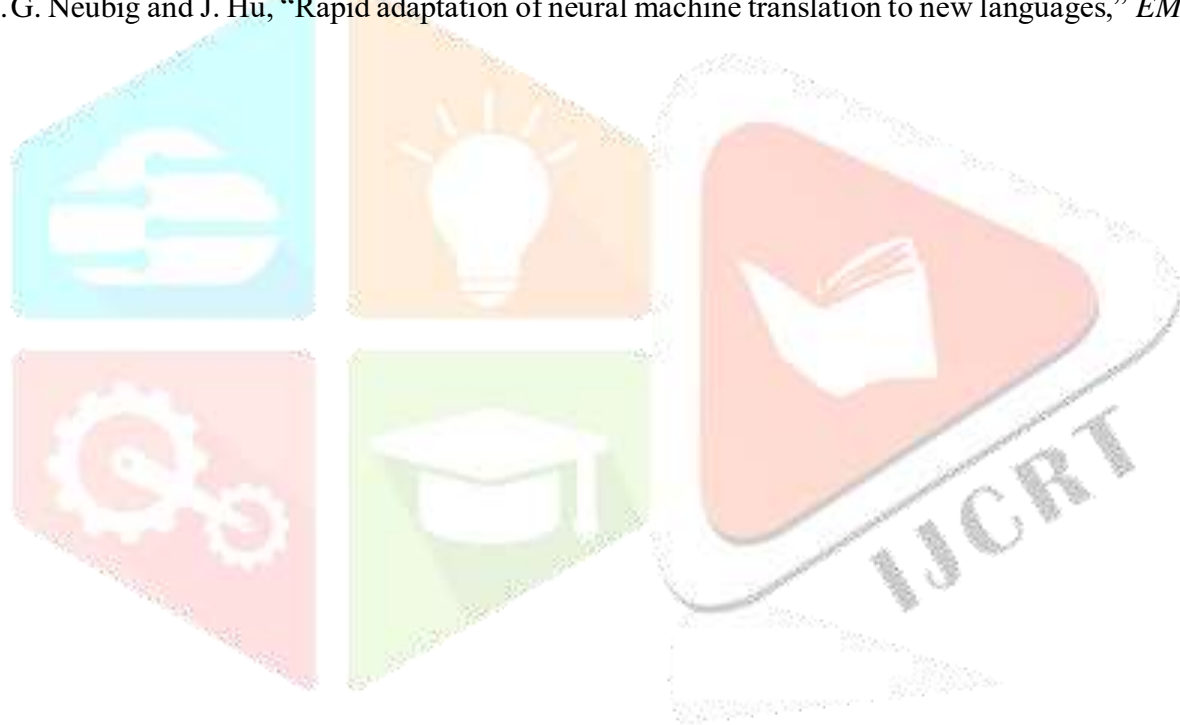 .G. Neubig and J. Hu, “Rapid adaptation of neural machine translation to new languages,” EM
IJCRT